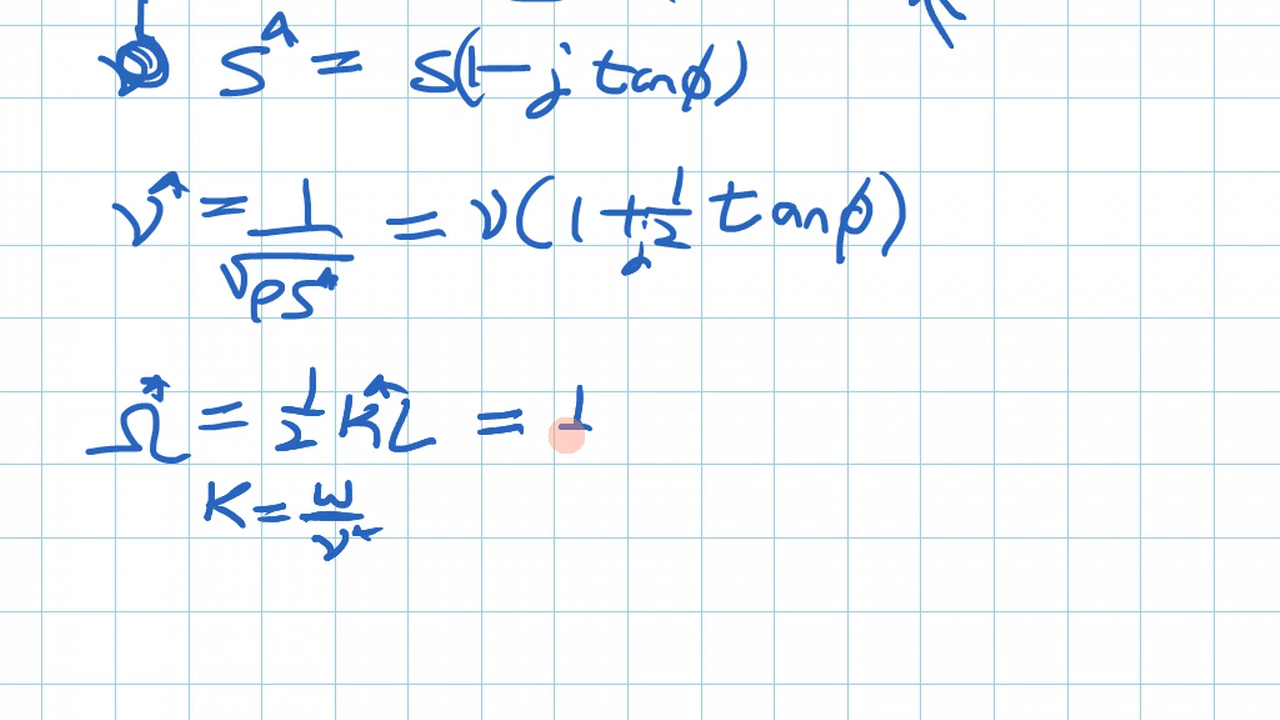 s* = s(1 - j tanφ)
v* = 1/√(ρs*) = v(1 + j 1/2 tanφ)
Ω* = 1/2 k*L = 1
K = ω/v*